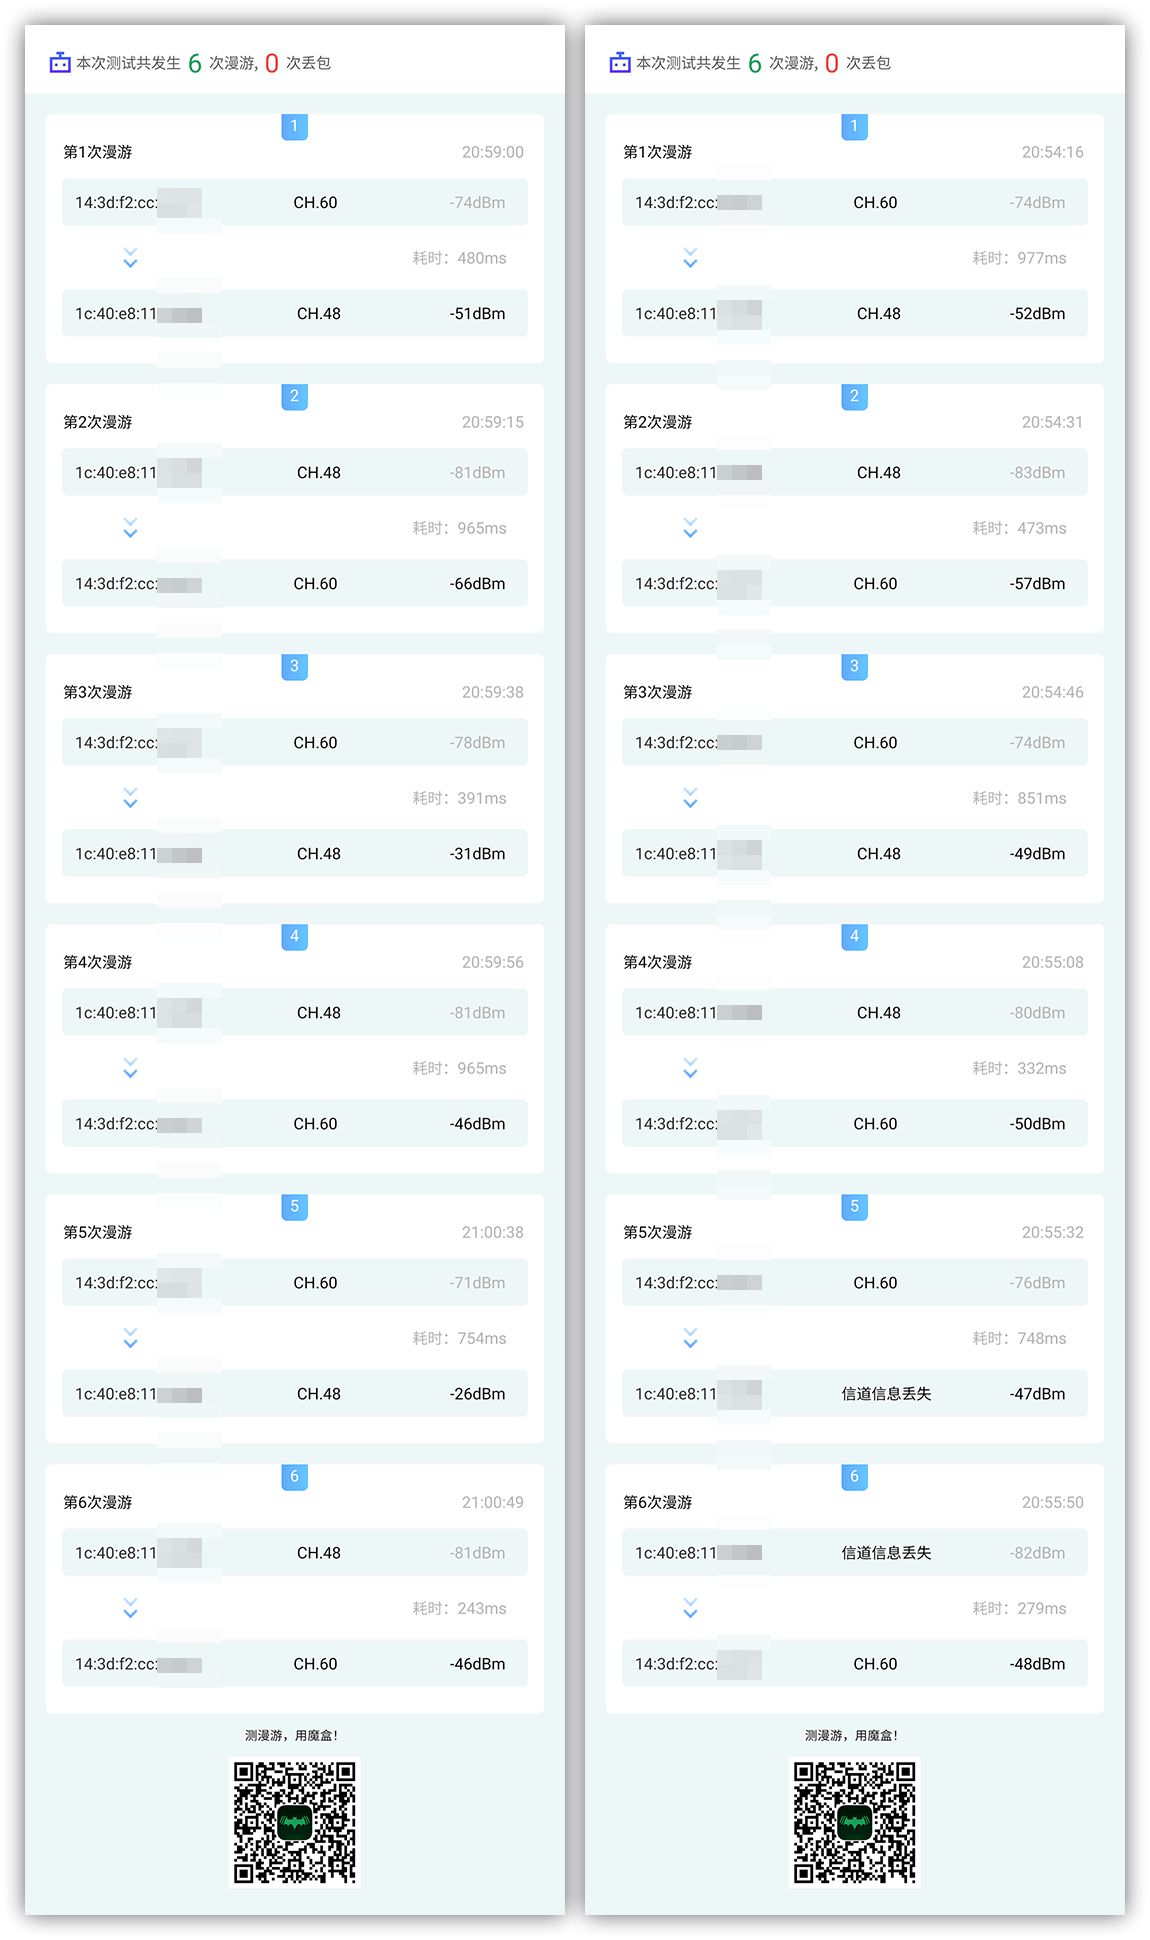 本次测试共发生 6 次漫游, 0 次丢包
1
第1次漫游 20:59:00
14:3d:f2:cc: CH.60 -74dBm
耗时：480ms
1c:40:e8:11 CH.48 -51dBm
2
第2次漫游 20:59:15
1c:40:e8:11 CH.48 -81dBm
耗时：965ms
14:3d:f2:cc: CH.60 -66dBm
3
第3次漫游 20:59:38
14:3d:f2:cc: CH.60 -78dBm
耗时：391ms
1c:40:e8:11 CH.48 -31dBm
4
第4次漫游 20:59:56
1c:40:e8:11 CH.48 -81dBm
耗时：965ms
14:3d:f2:cc: CH.60 -46dBm
5
第5次漫游 21:00:38
14:3d:f2:cc: CH.60 -71dBm
耗时：754ms
1c:40:e8:11 CH.48 -26dBm
6
第6次漫游 21:00:49
1c:40:e8:11 CH.48 -81dBm
耗时：243ms
14:3d:f2:cc: CH.60 -46dBm
测漫游，用魔盒！
本次测试共发生 6 次漫游, 0 次丢包
1
第1次漫游 20:54:16
14:3d:f2:cc: CH.60 -74dBm
耗时：977ms
1c:40:e8:11 CH.48 -52dBm
2
第2次漫游 20:54:31
1c:40:e8:11 CH.48 -83dBm
耗时：473ms
14:3d:f2:cc: CH.60 -57dBm
3
第3次漫游 20:54:46
14:3d:f2:cc: CH.60 -74dBm
耗时：851ms
1c:40:e8:11 CH.48 -49dBm
4
第4次漫游 20:55:08
1c:40:e8:11 CH.48 -80dBm
耗时：332ms
14:3d:f2:cc: CH.60 -50dBm
5
第5次漫游 20:55:32
14:3d:f2:cc: CH.60 -76dBm
耗时：748ms
1c:40:e8:11 信道信息丢失 -47dBm
6
第6次漫游 20:55:50
1c:40:e8:11 信道信息丢失 -82dBm
耗时：279ms
14:3d:f2:cc: CH.60 -48dBm
测漫游，用魔盒！